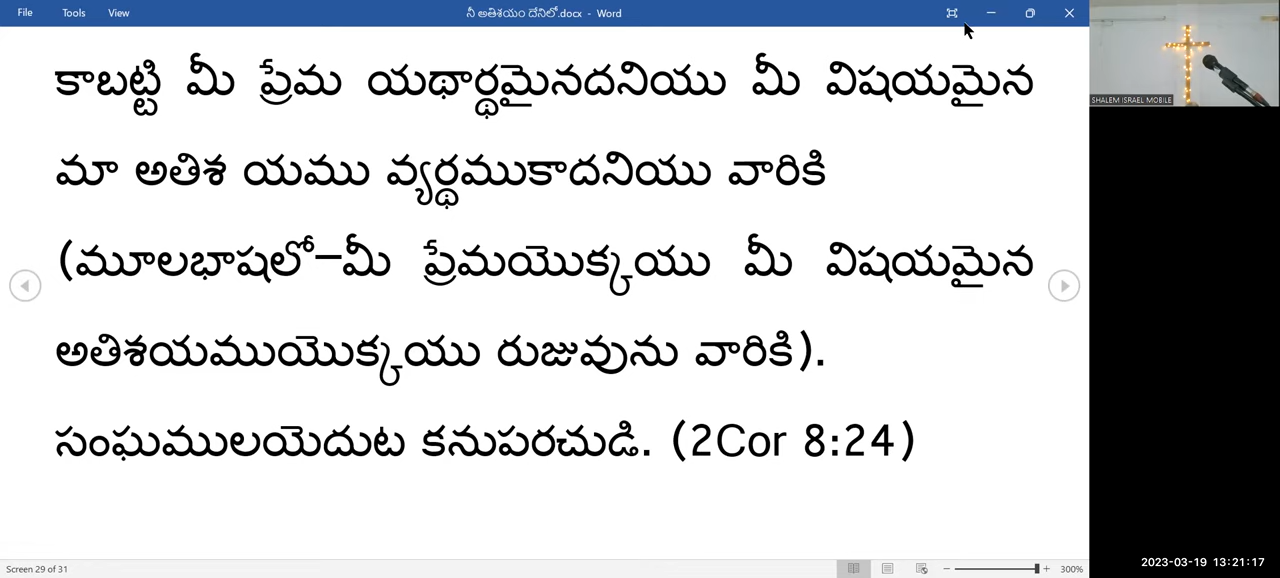 File Tools View నీ అతిశయం దేనిలో.docx - Word
కాబట్టి మీ ప్రేమ యథార్థమైనదనియు మీ విషయమైన
మా అతిశ యము వ్యర్థముకాదనియు వారికి
(మూలభాషలో–మీ ప్రేమయొక్కయు మీ విషయమైన
అతిశయముయొక్కయు రుజువును వారికి).
సంఘములయెదుట కనుపరచుడి. (2Cor 8:24)
SHALEM ISRAEL MOBILE
2023-03-19 13:21:17
Screen 29 of 31 300%